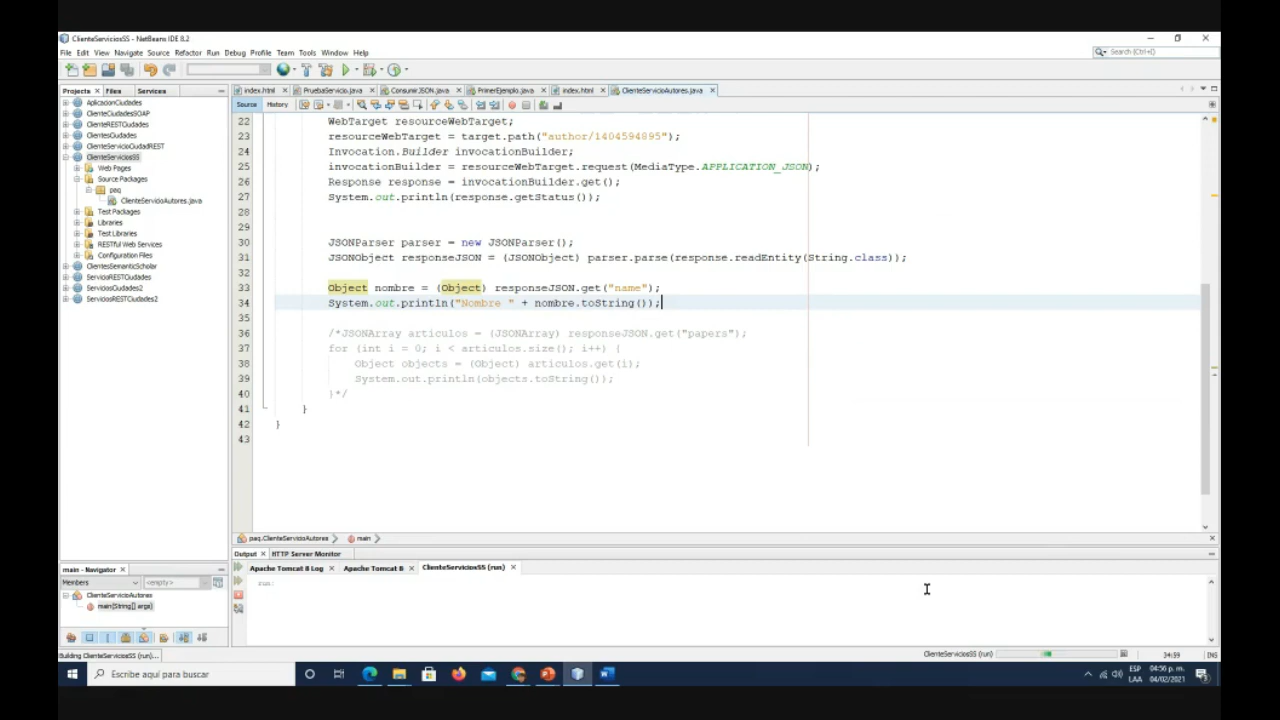 ClienteServiciosSS - NetBeans IDE 8.2
File Edit View Navigate Source Refactor Run Debug Profile Team Tools Window Help
Search (Ctrl+I)
Projects Files Services
index.html PruebaServicio.java ConsumirJSON.java PrimerEjemplo.java index.html ClienteServicioAutores.java
Source History
AplicacionCiudades
ClienteCiudadesSOAP
ClienteRESTCiudades
ClientesCiudades
ClienteServicioCiudadREST
ClienteServiciosSS
Web Pages
Source Packages
paq
ClienteServicioAutores.java
Test Packages
Libraries
Test Libraries
RESTful Web Services
Configuration Files
ClientesSemanticScholar
ServicioRESTCiudades
ServiciosCiudades2
ServiciosRESTCiudades2
22 WebTarget resourceWebTarget;
23 resourceWebTarget = target.path("author/1404594895");
24 Invocation.Builder invocationBuilder;
25 invocationBuilder = resourceWebTarget.request(MediaType.APPLICATION_JSON);
26 Response response = invocationBuilder.get();
27 System.out.println(response.getStatus());
28
29
30 JSONParser parser = new JSONParser();
31 JSONObject responseJSON = (JSONObject) parser.parse(response.readEntity(String.class));
32
33 Object nombre = (Object) responseJSON.get("name");
34 System.out.println("Nombre " + nombre.toString());
35
36 /*JSONArray articulos = (JSONArray) responseJSON.get("papers");
37 for (int i = 0; i < articulos.size(); i++) {
38 Object objects = (Object) articulos.get(i);
39 System.out.println(objects.toString());
40 }*/
41 }
42 }
43
paq.ClienteServicioAutores main
Output HTTP Server Monitor
Apache Tomcat 8 Log Apache Tomcat 8 ClienteServiciosSS (run)
run:
main - Navigator
Members <empty>
ClienteServicioAutores
main(String[] args)
Building ClienteServiciosSS (run)...
ClienteServiciosSS (run) 34:59 INS
Escribe aquí para buscar
ESP
LAA
04:56 p. m.
04/02/2021